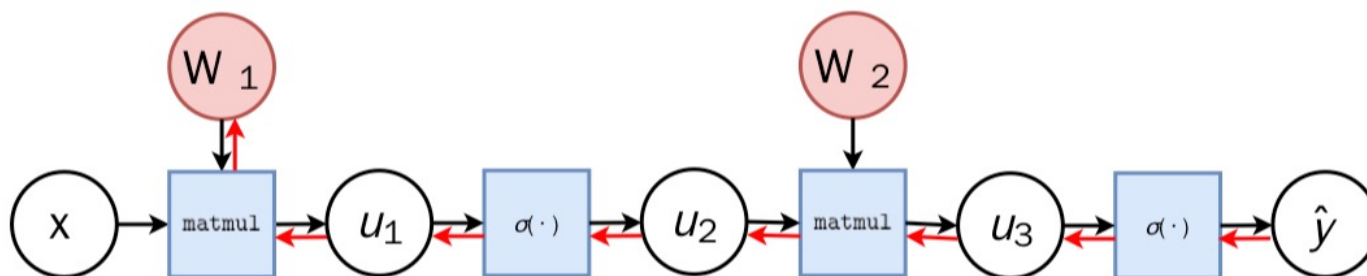 W 1
W 2
x
matmul
u1
σ(·)
u2
matmul
u3
σ(·)
ŷ